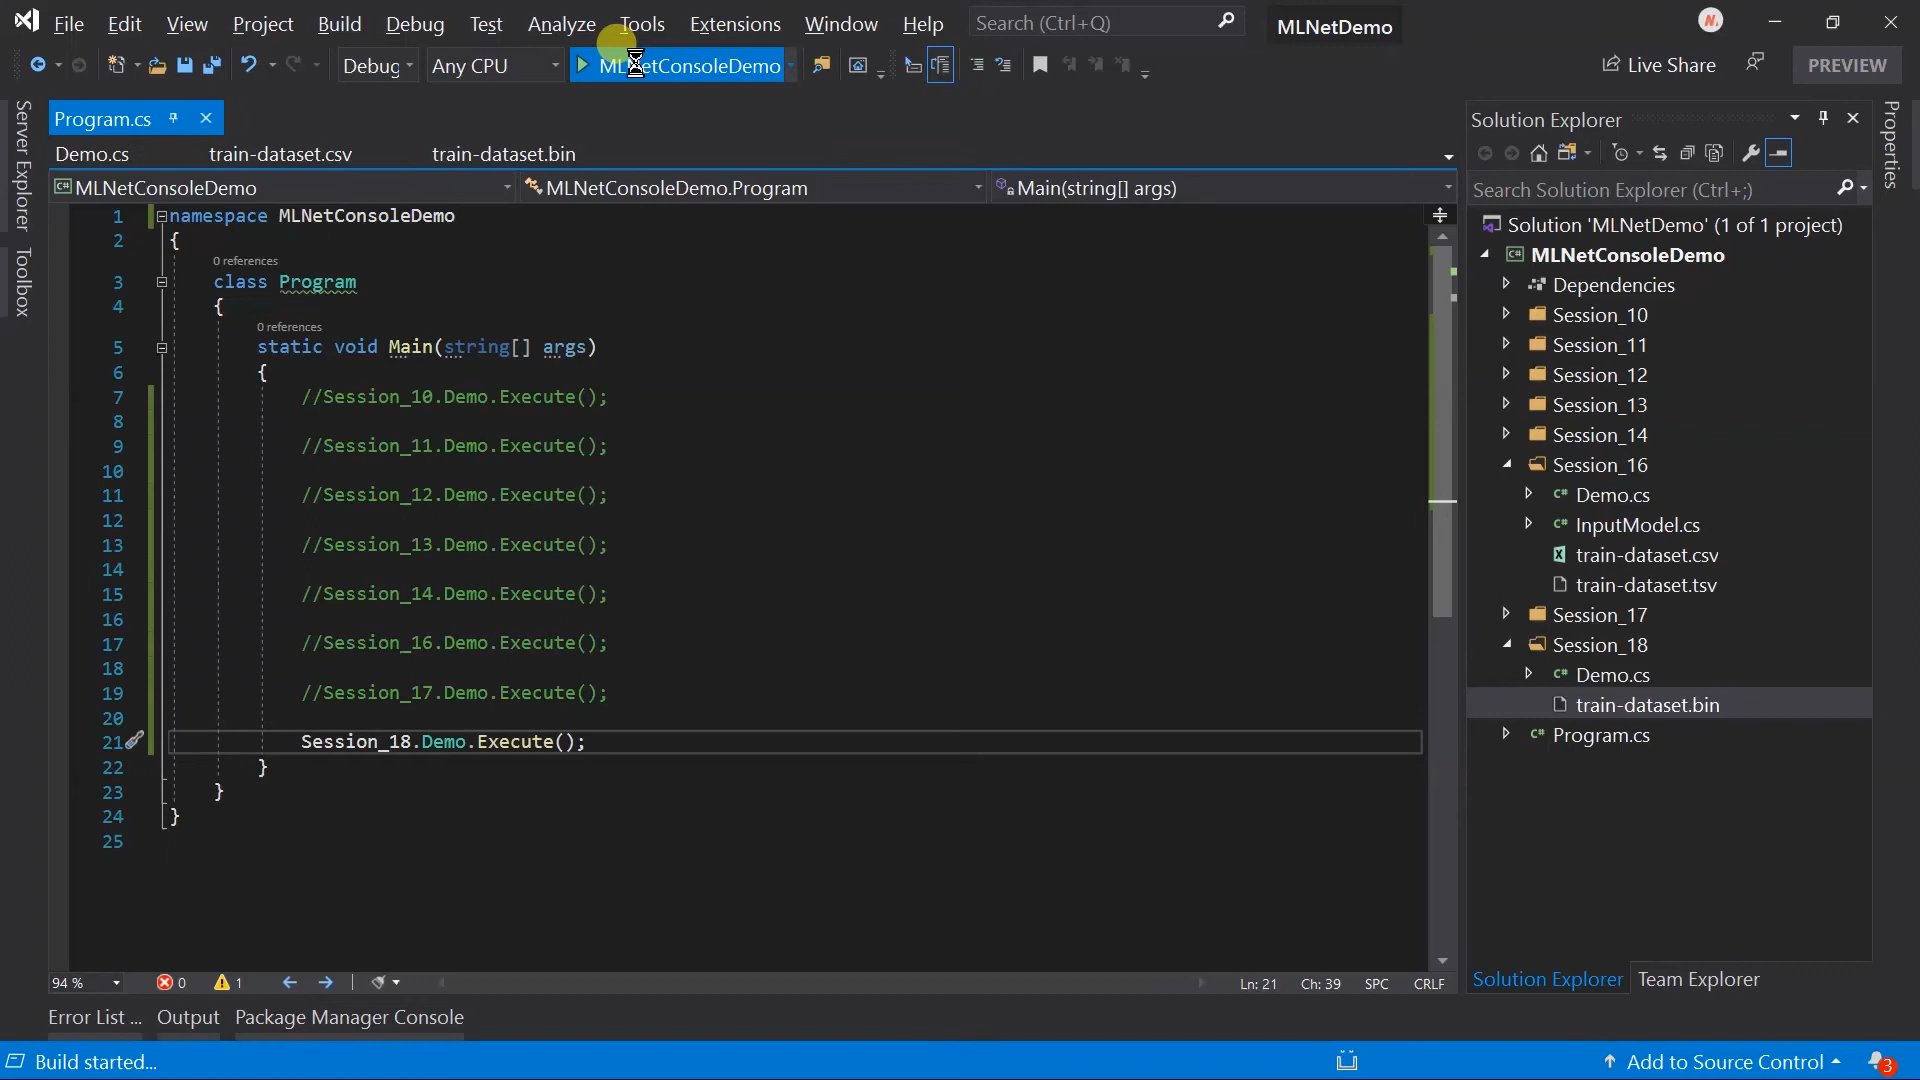 File Edit View Project Build Debug Test Analyze Tools Extensions Window Help Search (Ctrl+Q) MLNetDemo
Debug Any CPU MLNetConsoleDemo Live Share PREVIEW
Server Explorer
Toolbox
Program.cs
Demo.cs train-dataset.csv train-dataset.bin
MLNetConsoleDemo MLNetConsoleDemo.Program Main(string[] args)
1 namespace MLNetConsoleDemo
2 {
0 references
3 class Program
4 {
0 references
5 static void Main(string[] args)
6 {
7 //Session_10.Demo.Execute();
8
9 //Session_11.Demo.Execute();
10
11 //Session_12.Demo.Execute();
12
13 //Session_13.Demo.Execute();
14
15 //Session_14.Demo.Execute();
16
17 //Session_16.Demo.Execute();
18
19 //Session_17.Demo.Execute();
20
21 Session_18.Demo.Execute();
22 }
23 }
24 }
25
94 % 0 1 Ln: 21 Ch: 39 SPC CRLF
Solution Explorer
Search Solution Explorer (Ctrl+;)
Solution 'MLNetDemo' (1 of 1 project)
C# MLNetConsoleDemo
Dependencies
Session_10
Session_11
Session_12
Session_13
Session_14
Session_16
C# Demo.cs
C# InputModel.cs
train-dataset.csv
train-dataset.tsv
Session_17
Session_18
C# Demo.cs
train-dataset.bin
C# Program.cs
Solution Explorer Team Explorer
Properties
Error List ... Output Package Manager Console
Build started... Add to Source Control 3